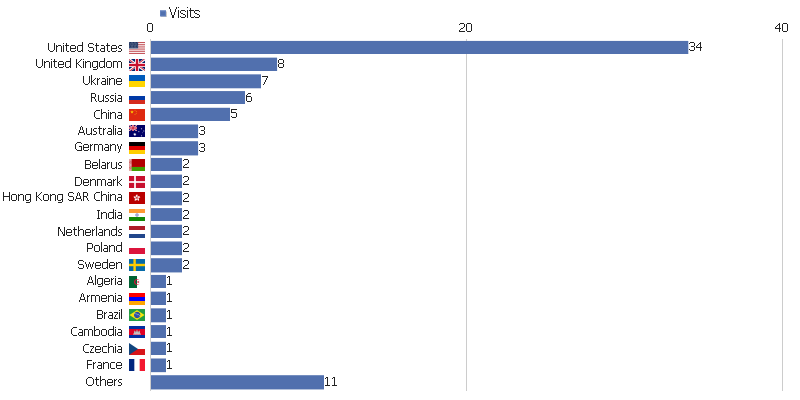 Visits
0 20 40
United States 34
United Kingdom 8
Ukraine 7
Russia 6
China 5
Australia 3
Germany 3
Belarus 2
Denmark 2
Hong Kong SAR China 2
India 2
Netherlands 2
Poland 2
Sweden 2
Algeria 1
Armenia 1
Brazil 1
Cambodia 1
Czechia 1
France 1
Others 11